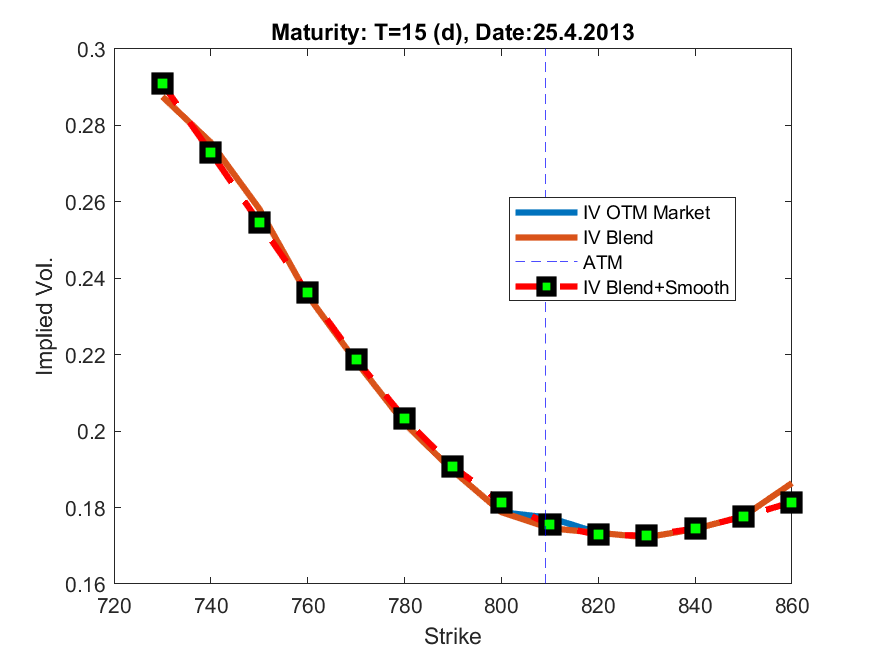 Maturity: T=15 (d), Date:25.4.2013
0.3
0.28
0.26
0.24
0.22
0.2
0.18
0.16
Implied Vol.
IV OTM Market
IV Blend
ATM
IV Blend+Smooth
720 740 760 780 800 820 840 860
Strike